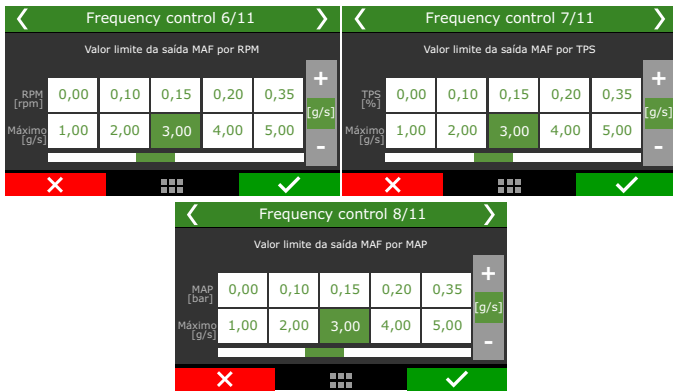 Frequency control 6/11
Valor limite da saída MAF por RPM
RPM [rpm] 0,00 0,10 0,15 0,20 0,35
Máximo [g/s] 1,00 2,00 3,00 4,00 5,00
+
[g/s]
-
Frequency control 7/11
Valor limite da saída MAF por TPS
TPS [%] 0,00 0,10 0,15 0,20 0,35
Máximo [g/s] 1,00 2,00 3,00 4,00 5,00
+
[g/s]
-
Frequency control 8/11
Valor limite da saída MAF por MAP
MAP [bar] 0,00 0,10 0,15 0,20 0,35
Máximo [g/s] 1,00 2,00 3,00 4,00 5,00
+
[g/s]
-